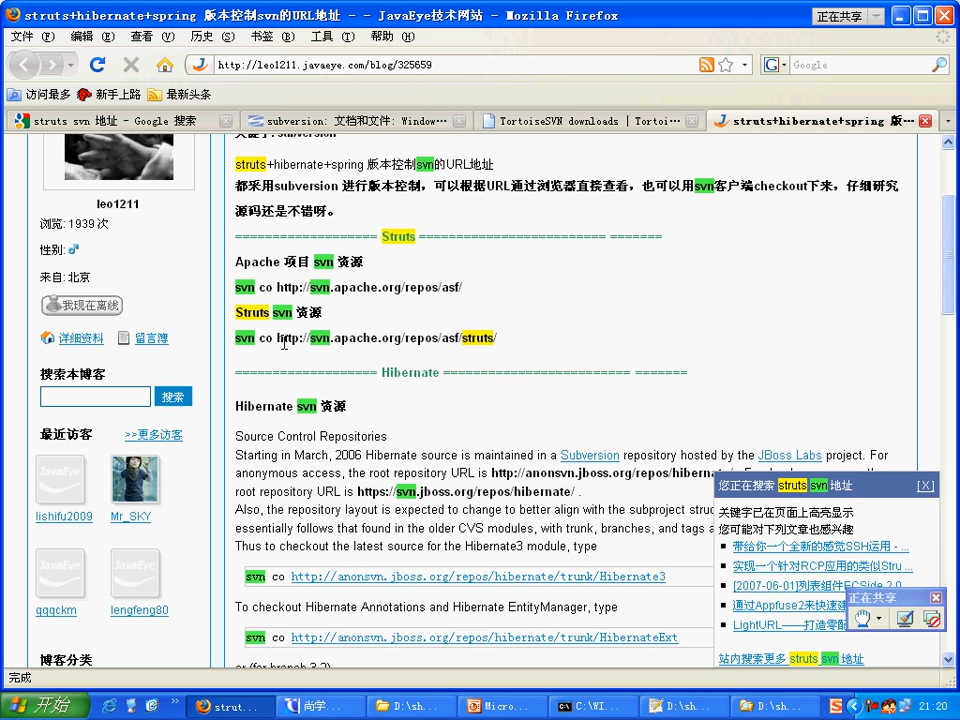 struts+hibernate+spring 版本控制svn的URL地址 - - JavaEye技术网站 - Mozilla Firefox
正在共享
文件(F) 编辑(E) 查看(V) 历史(S) 书签(B) 工具(T) 帮助(H)
http://leo1211.javaeye.com/blog/325659
Google
访问最多 新手上路 最新头条
struts svn 地址 - Google 搜索
subversion: 文档和文件: Window...
TortoiseSVN downloads | Tortoi...
struts+hibernate+spring 版...
struts+hibernate+spring 版本控制svn的URL地址
都采用subversion 进行版本控制，可以根据URL通过浏览器直接查看，也可以用svn客户端checkout下来，仔细研究
源码还是不错呀。
=================== Struts ========================= =======
Apache 项目 svn 资源
svn co http://svn.apache.org/repos/asf/
Struts svn 资源
svn co http://svn.apache.org/repos/asf/struts/
=================== Hibernate ========================= =======
Hibernate svn 资源
Source Control Repositories
Starting in March, 2006 Hibernate source is maintained in a Subversion repository hosted by the JBoss Labs project. For
anonymous access, the root repository URL is http://anonsvn.jboss.org/repos/hibernate/
root repository URL is https://svn.jboss.org/repos/hibernate/ .
Also, the repository layout is expected to change to better align with the subproject
essentially follows that found in the older CVS modules, with trunk, branches, and tags
Thus to checkout the latest source for the Hibernate3 module, type
svn co http://anonsvn.jboss.org/repos/hibernate/trunk/Hibernate3
To checkout Hibernate Annotations and Hibernate EntityManager, type
svn co http://anonsvn.jboss.org/repos/hibernate/trunk/HibernateExt
or (for branch 3.2)
leo1211
浏览: 1939 次
性别:
来自: 北京
我现在离线
详细资料 留言簿
搜索本博客
搜索
最近访客 >>更多访客
JavaEye
lishifu2009 Mr_SKY
JavaEye JavaEye
qqqckm lengfeng80
博客分类
您正在搜索 struts svn 地址 [X]
关键字已在页面上高亮显示
您可能对下列文章也感兴趣
带给你一个全新的感觉SSH运用 - ...
实现一个针对RCP应用的类似Stru ...
[2007-06-01]列表组件ECSide 2.0
通过Appfuse2来快速建
LightURL——打造零配
站内搜索更多 struts svn 地址
正在共享
完成
开始
strut...
尚学...
D:\sh...
Micro...
C:\WI...
D:\sh...
D:\sh...
21:20